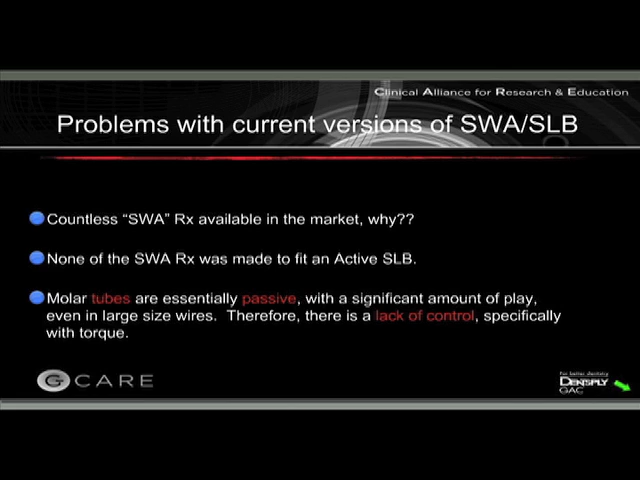 Clinical Alliance for Research & Education
Problems with current versions of SWA/SLB
Countless “SWA” Rx available in the market, why??
None of the SWA Rx was made to fit an Active SLB.
Molar tubes are essentially passive, with a significant amount of play,
even in large size wires. Therefore, there is a lack of control, specifically
with torque.
G CARE
For better dentistry
DENSPLY
GAC